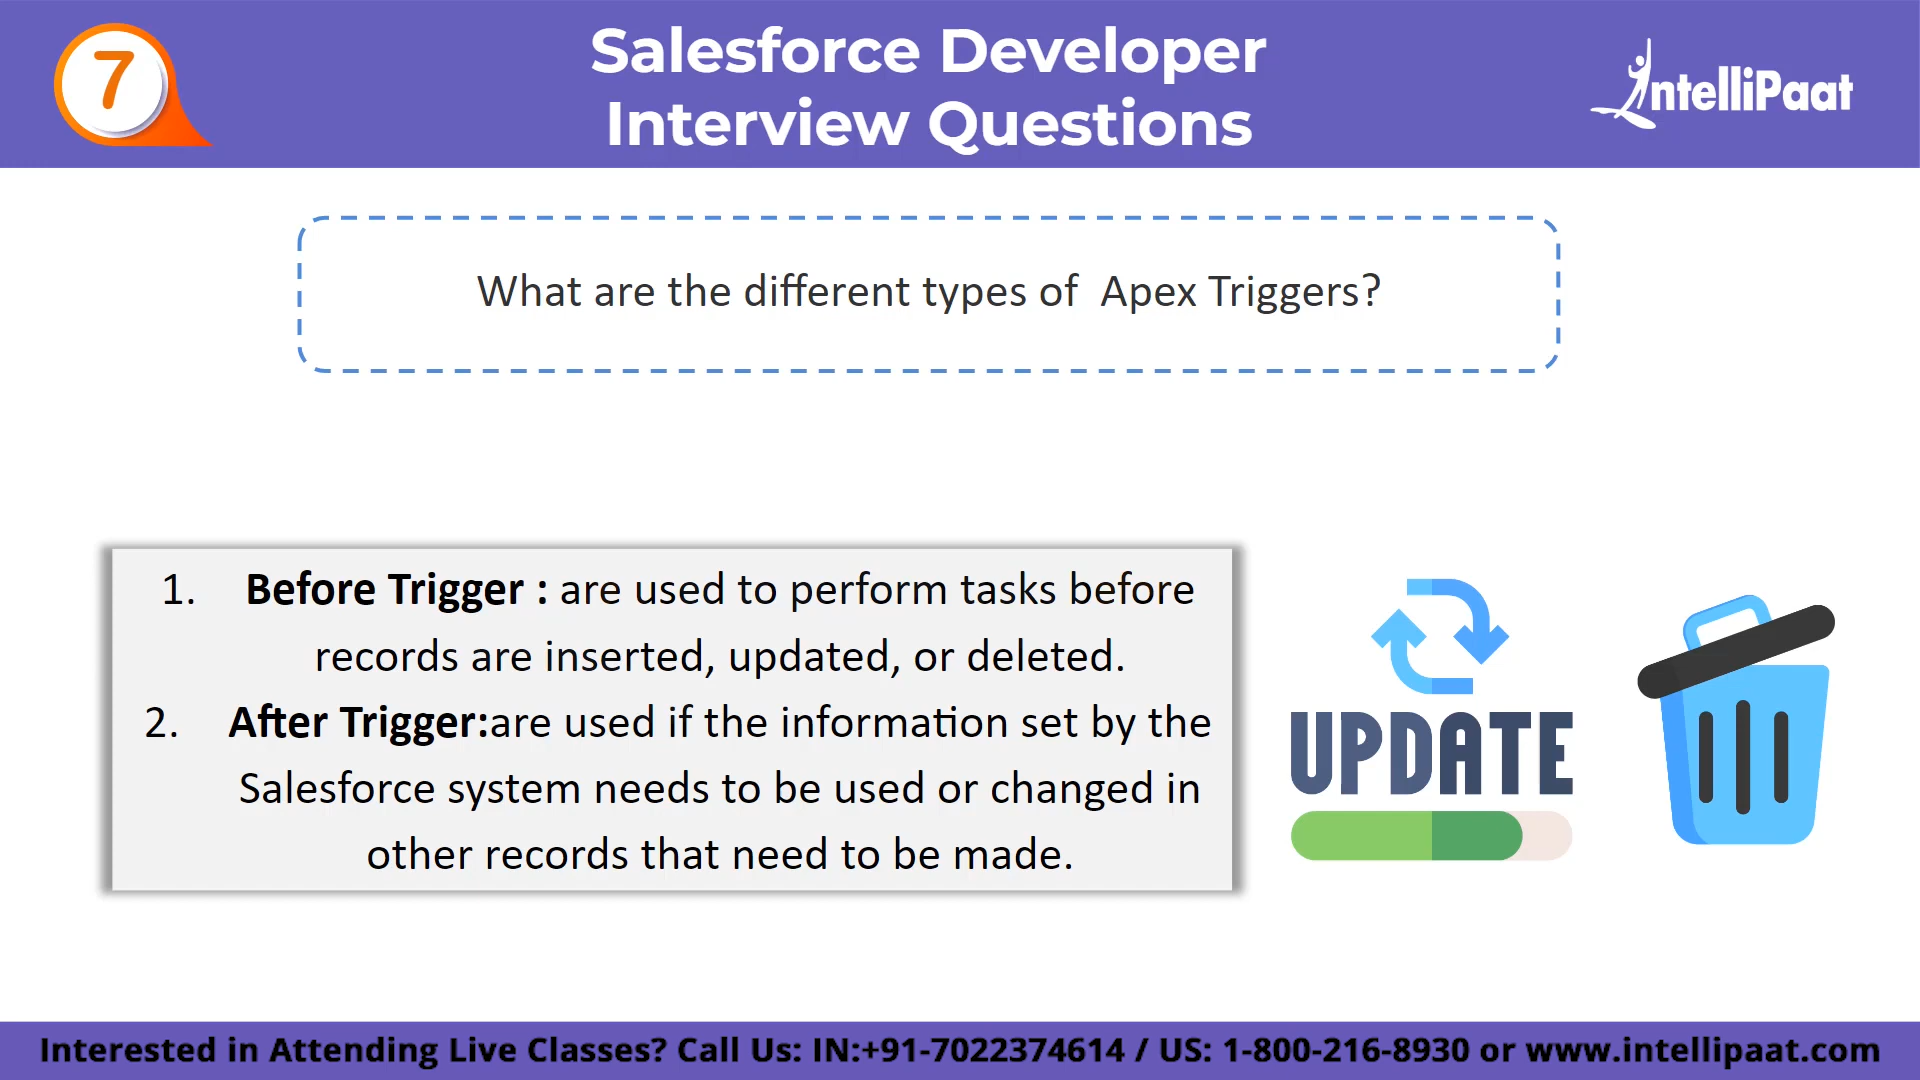 7
Salesforce Developer
Interview Questions
IntelliPaat
What are the different types of  Apex Triggers?
1. Before Trigger : are used to perform tasks before
records are inserted, updated, or deleted.
2. After Trigger:are used if the information set by the
Salesforce system needs to be used or changed in
other records that need to be made.
UPDATE
Interested in Attending Live Classes? Call Us: IN:+91-7022374614 / US: 1-800-216-8930 or www.intellipaat.com